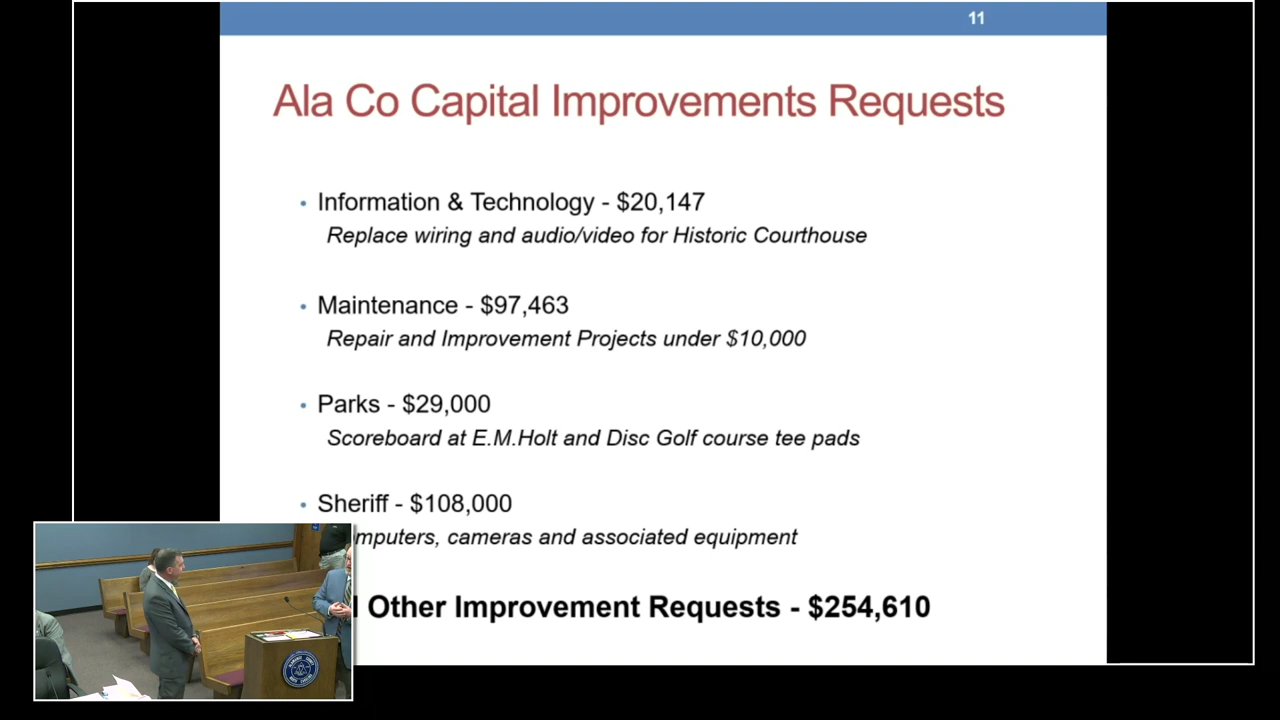 11
Ala Co Capital Improvements Requests
• Information & Technology - $20,147
Replace wiring and audio/video for Historic Courthouse
• Maintenance - $97,463
Repair and Improvement Projects under $10,000
• Parks - $29,000
Scoreboard at E.M.Holt and Disc Golf course tee pads
• Sheriff - $108,000
mputers, cameras and associated equipment
Other Improvement Requests - $254,610